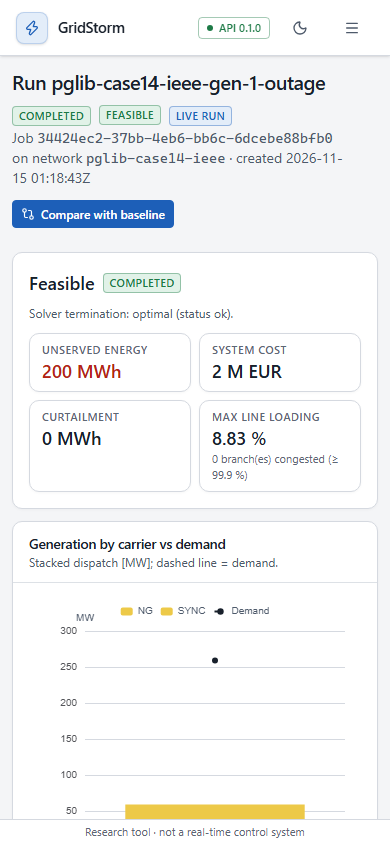 GridStorm
API 0.1.0
Run pglib-case14-ieee-gen-1-outage
COMPLETED FEASIBLE LIVE RUN
Job 34424ec2-37bb-4eb6-bb6c-6dcebe88bfb0
on network pglib-case14-ieee · created 2026-11-
15 01:18:43Z
Compare with baseline
Feasible COMPLETED
Solver termination: optimal (status ok).
UNSERVED ENERGY
200 MWh
SYSTEM COST
2 M EUR
CURTAILMENT
0 MWh
MAX LINE LOADING
8.83 %
0 branch(es) congested (≥
99.9 %)
Generation by carrier vs demand
Stacked dispatch [MW]; dashed line = demand.
NG SYNC Demand
MW
300
250
200
150
100
50
Research tool · not a real-time control system